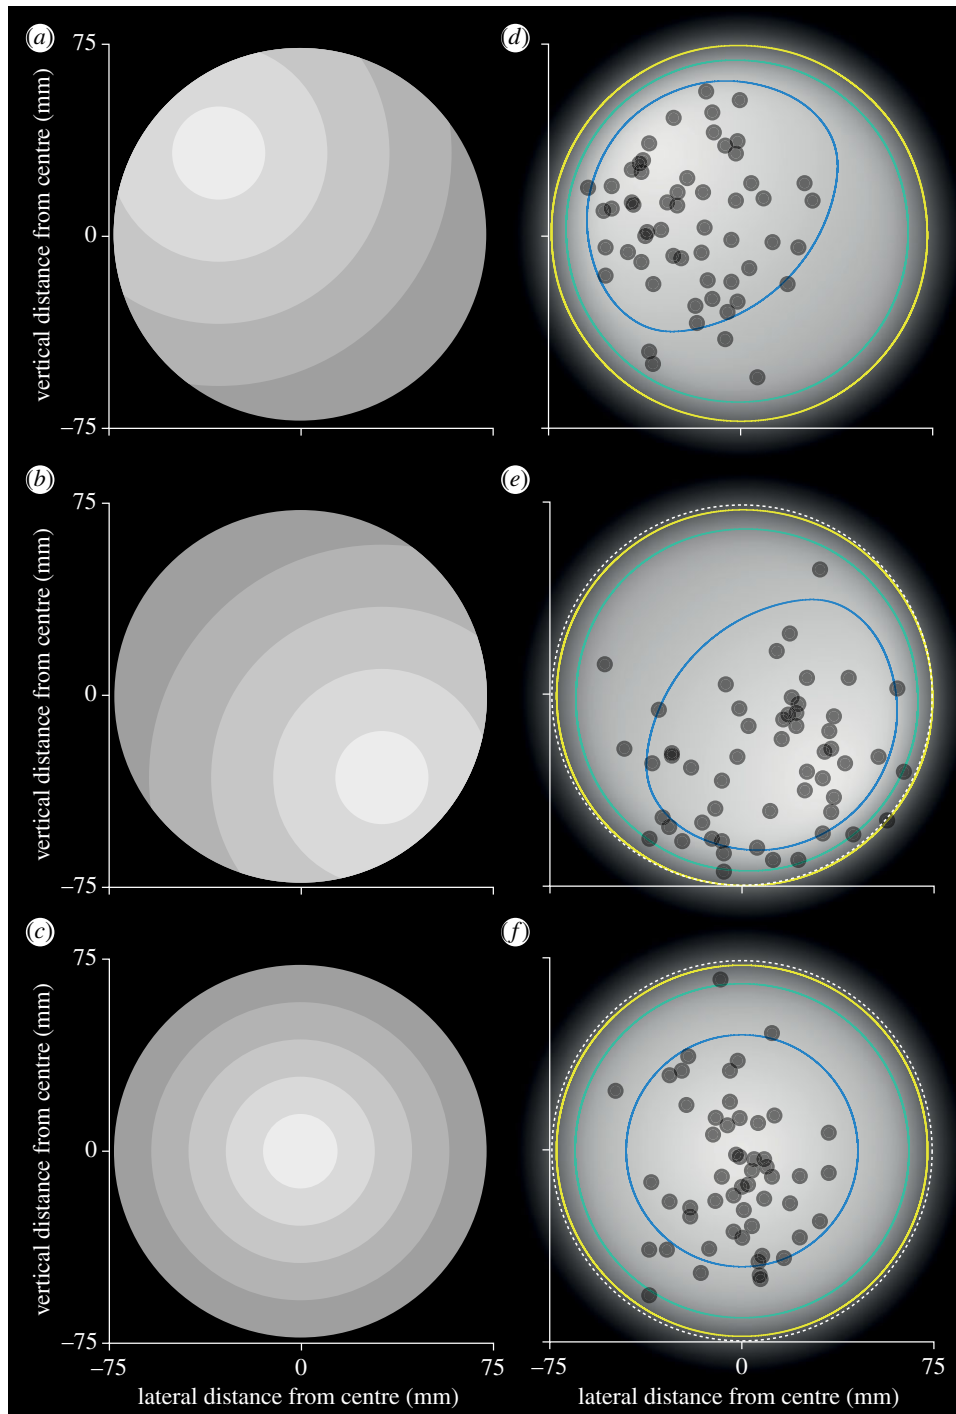 (a)
75
0
–75
vertical distance from centre (mm)
(d)
(b)
75
0
–75
vertical distance from centre (mm)
(e)
(c)
75
0
–75
vertical distance from centre (mm)
–75 0 75
lateral distance from centre (mm)
(f)
–75 0 75
lateral distance from centre (mm)